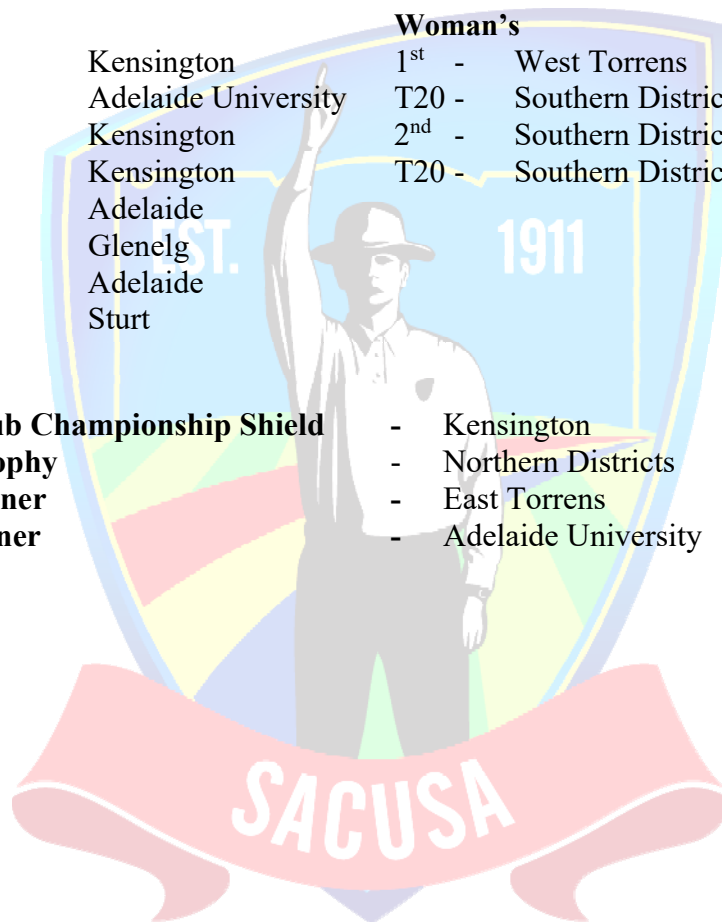 Woman's
Kensington 1st - West Torrens
Adelaide University T20 - Southern Distric
Kensington 2nd - Southern Distric
Kensington T20 - Southern Distric
Adelaide
EST. 1911
Glenelg
Adelaide
Sturt
ub Championship Shield - Kensington
ophy - Northern Districts
ner - East Torrens
ner - Adelaide University
SACUSA